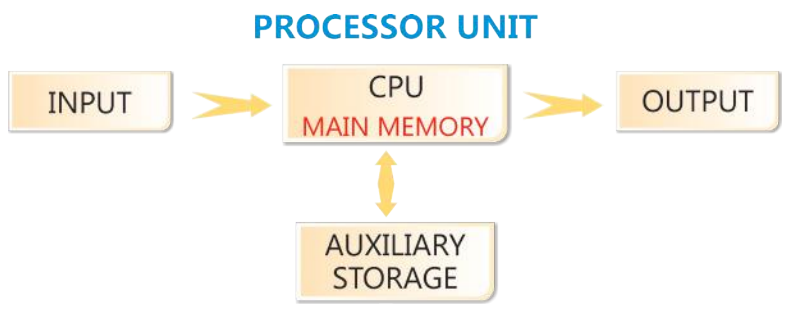 PROCESSOR UNIT
INPUT
CPU
MAIN MEMORY
OUTPUT
AUXILIARY
STORAGE